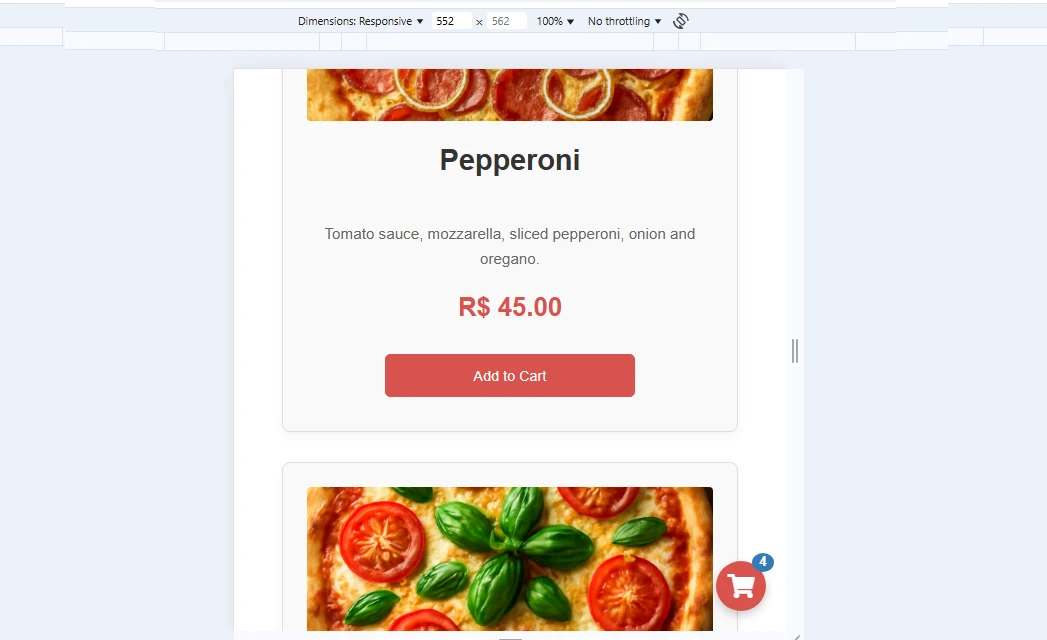 Dimensions: Responsive ▼ 552 x 562 100% ▼ No throttling ▼
Pepperoni
Tomato sauce, mozzarella, sliced pepperoni, onion and
oregano.
R$ 45.00
Add to Cart
4